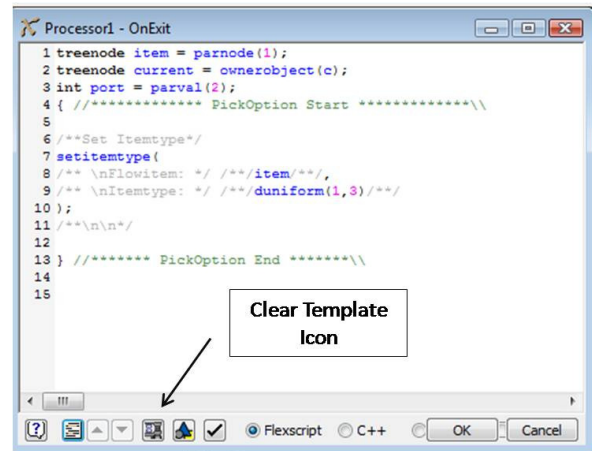 Processor1 - OnExit
1 treenode item = parnode(1);
2 treenode current = ownerobject(c);
3 int port = parval(2);
4 { //************* PickOption Start *************\\
5
6 /**Set Itemtype*/
7 setitemtype(
8 /** \nFlowitem: */ /**/item/**/,
9 /** \nItemtype: */ /**/duniform(1,3)/**/
10 );
11 /**\n\n*/
12
13 } //******* PickOption End *******\\
14
15
Clear Template
Icon
Flexscript C++ OK Cancel